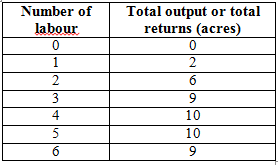 Number of labour | Total output or total returns (acres)
0 | 0
1 | 2
2 | 6
3 | 9
4 | 10
5 | 10
6 | 9